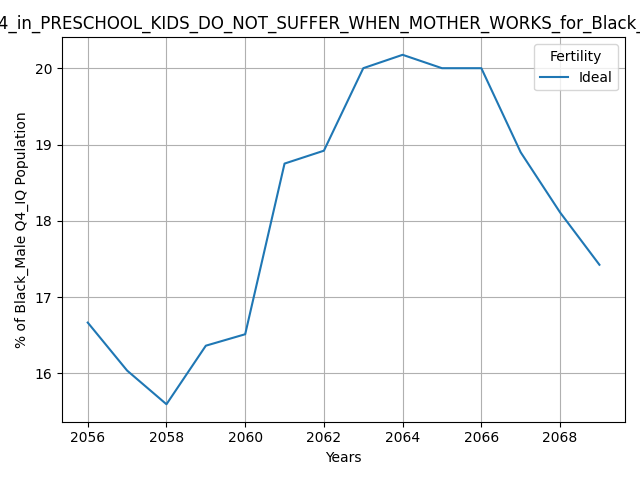 4_in_PRESCHOOL_KIDS_DO_NOT_SUFFER_WHEN_MOTHER_WORKS_for_Black_
Fertility
Ideal
% of Black_Male Q4_IQ Population
20
19
18
17
16
2056 2058 2060 2062 2064 2066 2068
Years